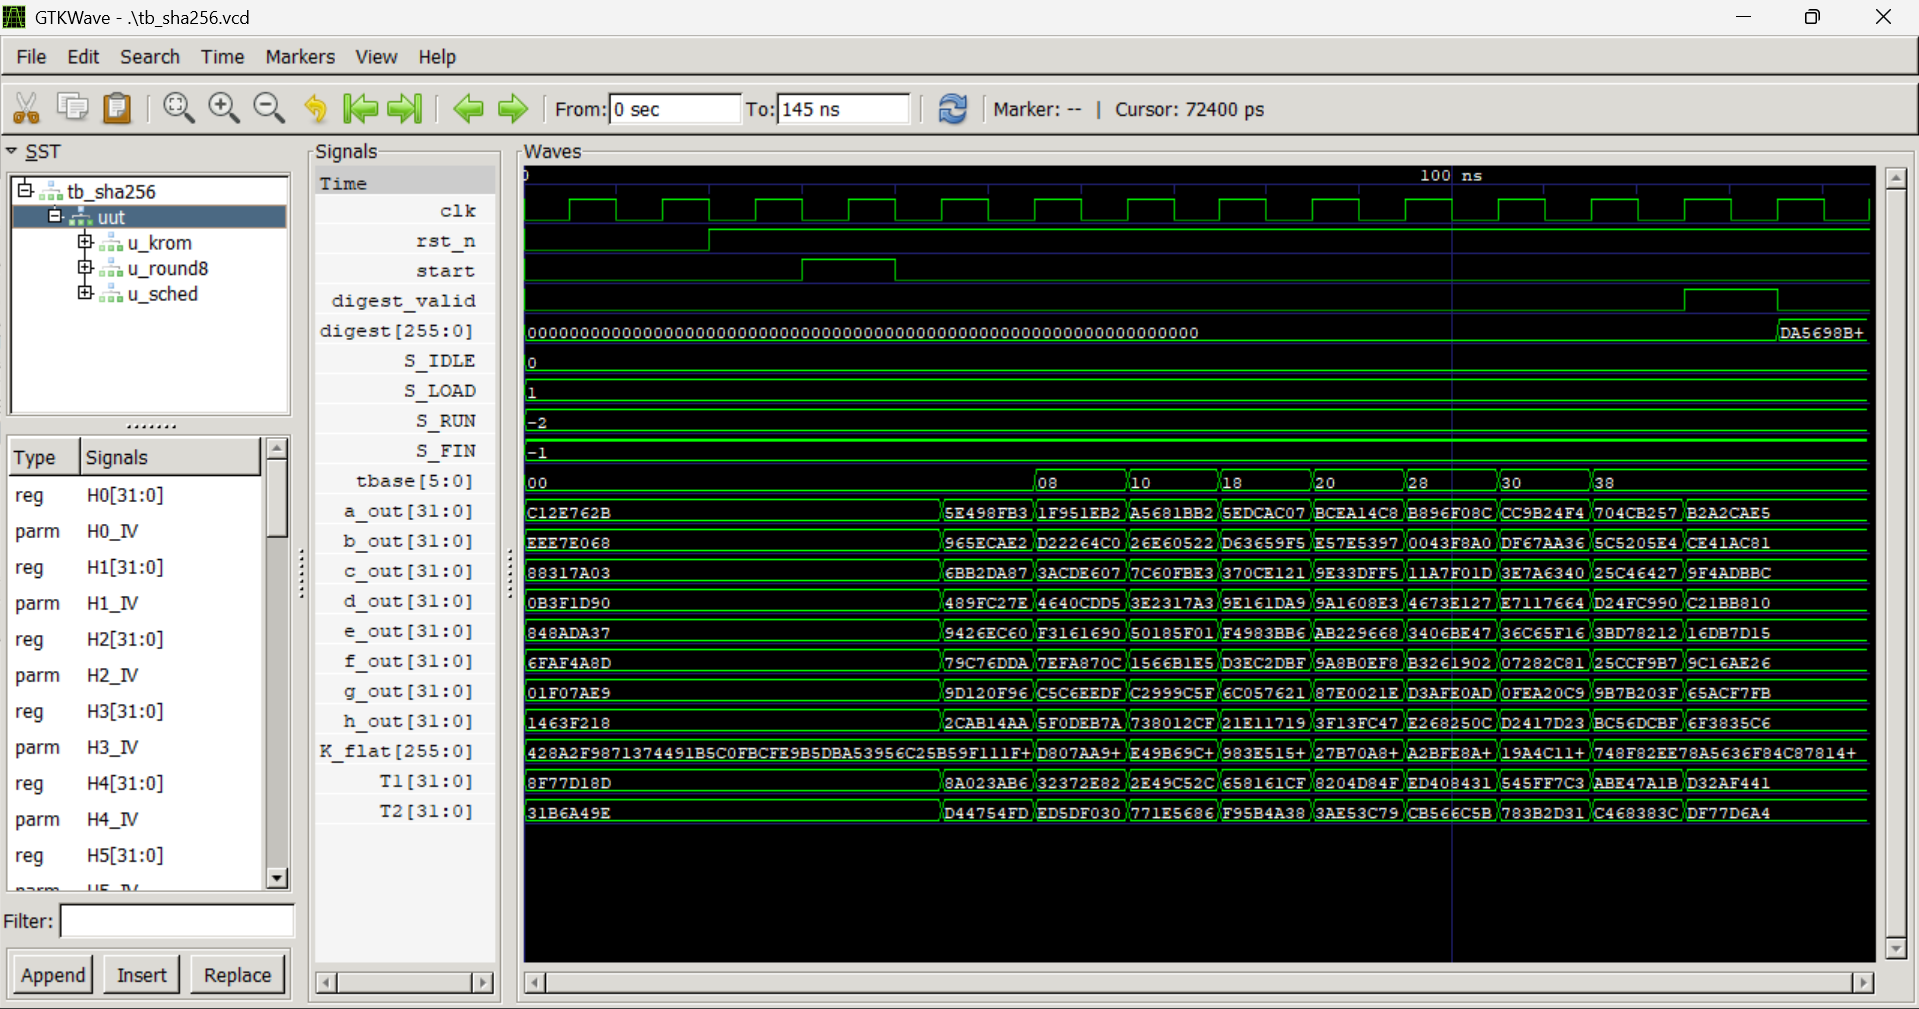 GTKWave - .\tb_sha256.vcd
File Edit Search Time Markers View Help
From: 0 sec To: 145 ns Marker: -- | Cursor: 72400 ps
SST
tb_sha256
uut
u_krom
u_round8
u_sched
Type Signals
reg H0[31:0]
parm H0_IV
reg H1[31:0]
parm H1_IV
reg H2[31:0]
parm H2_IV
reg H3[31:0]
parm H3_IV
reg H4[31:0]
parm H4_IV
reg H5[31:0]
parm H5_IV
Filter:
Append Insert Replace
Signals
Waves
Time 0 100 ns
clk
rst_n
start
digest_valid
digest[255:0] 0000000000000000000000000000000000000000000000000000000000000000 DA5698B+
S_IDLE 0
S_LOAD 1
S_RUN -2
S_FIN -1
tbase[5:0] 00 08 10 18 20 28 30 38
a_out[31:0] C12E762B 5E498FB3 1F951EB2 A5681BB2 5EDCAC07 BCEA14C8 B896F08C CC9B24F4 704CB257 B2A2CAE5
b_out[31:0] EEE7E068 965ECAE2 D22264C0 26E60522 D63659F5 E57E5397 0043F8A0 DF67AA36 5C5205E4 CE41AC81
c_out[31:0] 88317A03 6BB2DA87 3ACDE607 7C60FBE3 370CE121 9E33DFF5 11A7F01D 3E7A6340 25C46427 9F4ADBBC
d_out[31:0] 0B3F1D90 489FC27E 4640CDD5 3E2317A3 9E161DA9 9A1608E3 4673E127 E7117664 D24FC990 C21BB810
e_out[31:0] 848ADA37 9426EC60 F3161690 50185F01 F4983BB6 AB229668 3406BE47 36C65F16 3BD78212 16DB7D15
f_out[31:0] 6FAF4A8D 79C76DDA 7EFA870C 1566B1E5 D3EC2DBF 9A8B0EF8 B3261902 07282C81 25CCF9B7 9C16AE26
g_out[31:0] 01F07AE9 9D120F96 C5C6EEDF C2999C5F 6C057621 87E0021E D3AFE0AD 0FEA20C9 9B7B203F 65ACF7FB
h_out[31:0] 1463F218 2CAB14AA 5F0DEB7A 738012CF 21E11719 3F13FC47 E268250C D2417D23 BC56DCBF 6F3835C6
K_flat[255:0] 428A2F9871374491B5C0FBCFE9B5DBA53956C25B59F111F+ D807AA9+ E49B69C+ 983E515+ 27B70A8+ A2BFE8A+ 19A4C11+ 748F82EE78A5636F84C87814+
T1[31:0] 8F77D18D 8A023AB6 32372E82 2E49C52C 658161CF 8204D84F ED408431 545FF7C3 ABE47A1B D32AF441
T2[31:0] 31B6A49E D44754FD ED5DF030 771E5686 F95B4A38 3AE53C79 CB566C5B 783B2D31 C468383C DF77D6A4